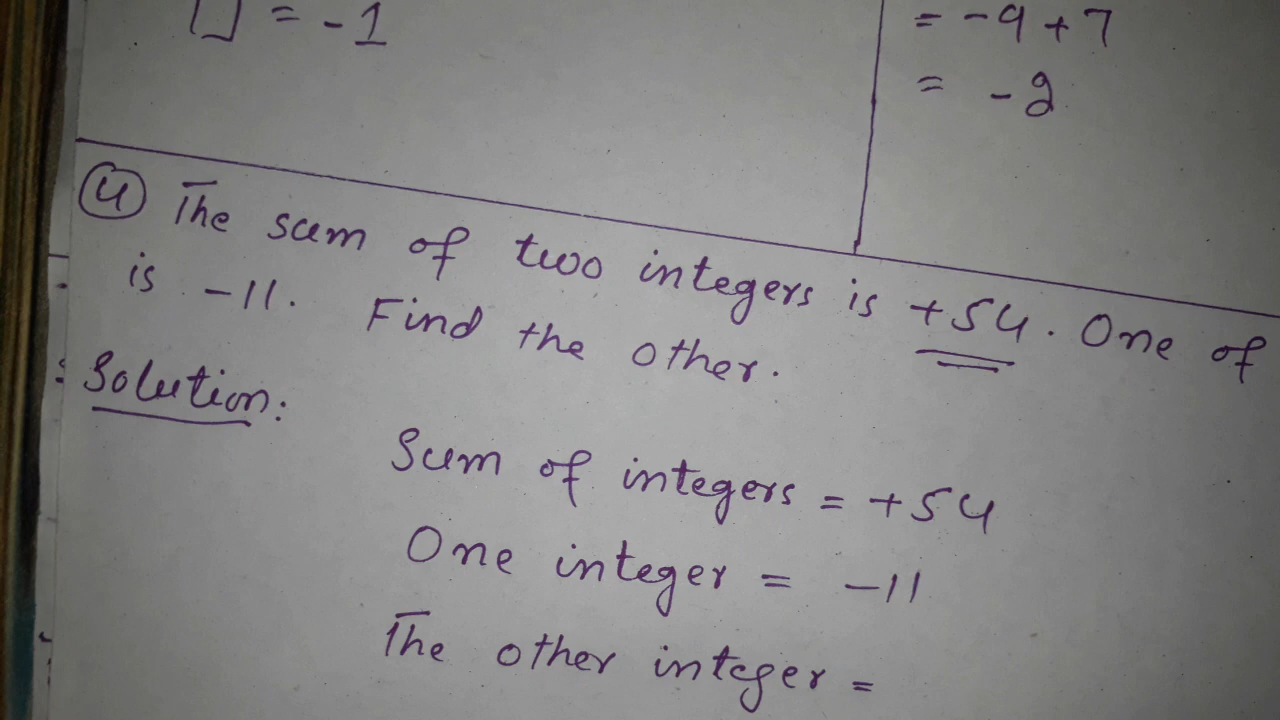 [] = -1
= -9 + 7
= -2
④ The sum of two integers is +54. One of
is -11. Find the other.
Solution:
Sum of integers = +54
One integer = -11
The other integer =